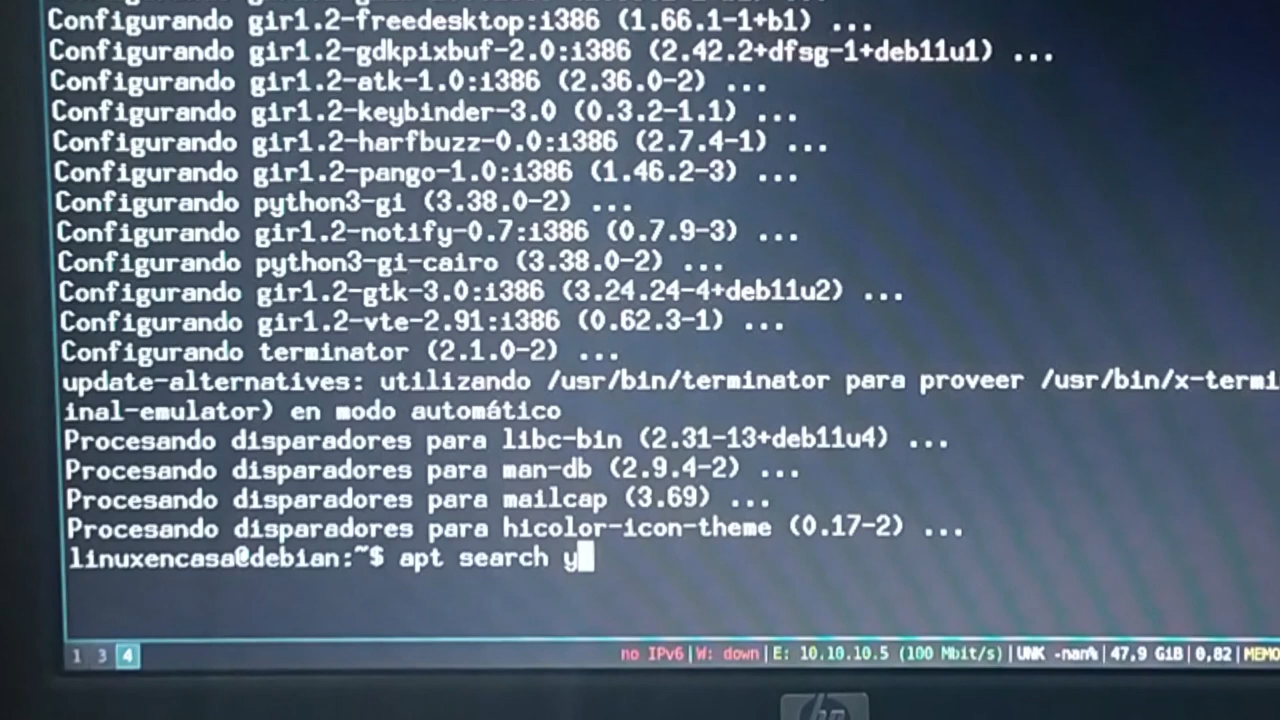 Configurando gir1.2-freedesktop:i386 (1.66.1-1+b1) ...
Configurando gir1.2-gdkpixbuf-2.0:i386 (2.42.2+dfsg-1+deb11u1) ...
Configurando gir1.2-atk-1.0:i386 (2.36.0-2) ...
Configurando gir1.2-keybinder-3.0 (0.3.2-1.1) ...
Configurando gir1.2-harfbuzz-0.0:i386 (2.7.4-1) ...
Configurando gir1.2-pango-1.0:i386 (1.46.2-3) ...
Configurando python3-gi (3.38.0-2) ...
Configurando gir1.2-notify-0.7:i386 (0.7.9-3) ...
Configurando python3-gi-cairo (3.38.0-2) ...
Configurando gir1.2-gtk-3.0:i386 (3.24.24-4+deb11u2) ...
Configurando gir1.2-vte-2.91:i386 (0.62.3-1) ...
Configurando terminator (2.1.0-2) ...
update-alternatives: utilizando /usr/bin/terminator para proveer /usr/bin/x-termi
inal-emulator) en modo automático
Procesando disparadores para libc-bin (2.31-13+deb11u4) ...
Procesando disparadores para man-db (2.9.4-2) ...
Procesando disparadores para mailcap (3.69) ...
Procesando disparadores para hicolor-icon-theme (0.17-2) ...
linuxencasa@debian:~$ apt search y
1 3 4 no IPv6|W: down|E: 10.10.10.5 (100 Mbit/s)|UNK -nan%|47,9 GiB|0,82|MEMO
hp